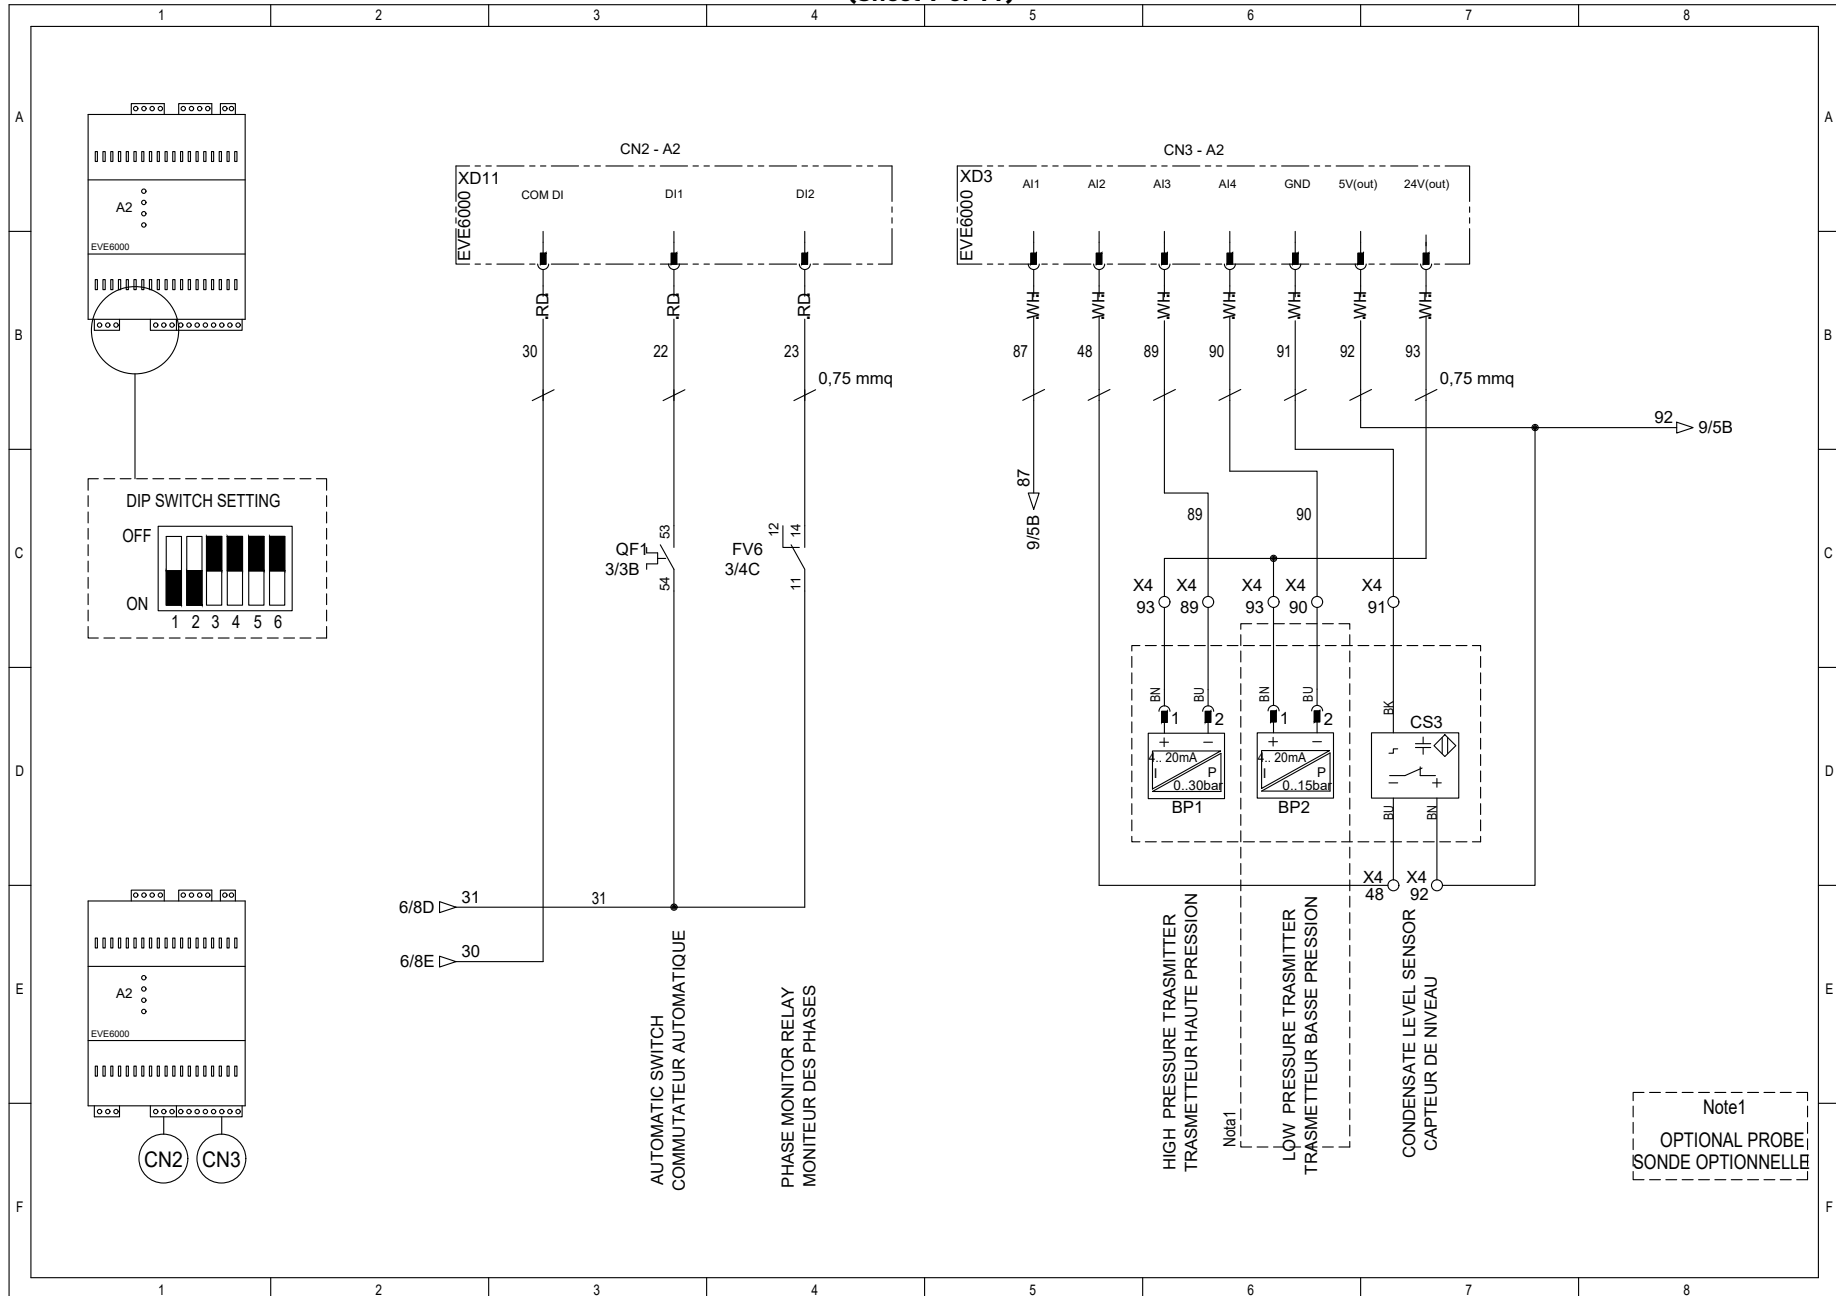 1 2 3 4 5 6 7 8
A A
CN2 - A2
CN3 - A2
XD11
EVE6000
COM DI DI1 DI2
XD3
EVE6000
AI1 AI2 AI3 AI4 GND 5V(out) 24V(out)
A2
EVE6000
RD RD RD
WH WH WH WH WH WH WH
B B
30 22 23
0,75 mmq
87 48 89 90 91 92 93
0,75 mmq
92 9/5B
87
9/5B
DIP SWITCH SETTING
OFF
ON
1 2 3 4 5 6
C C
QF1
3/3B
53
54
FV6
3/4C
12 14
11
89 90
X4 X4 X4 X4 X4
93 89 93 90 91
BN BU BN BU BK
1 2 1 2
CS3
+ − + −
4.. 20mA 4.. 20mA
I P I P
0..30bar 0..15bar
− +
BP1 BP2
BU BN
D D
X4 X4
48 92
6/8D 31 31
6/8E 30
A2
EVE6000
E E
AUTOMATIC SWITCH
COMMUTATEUR AUTOMATIQUE
PHASE MONITOR RELAY
MONITEUR DES PHASES
HIGH PRESSURE TRASMITTER
TRASMETTEUR HAUTE PRESSION
Nota1
LOW PRESSURE TRASMITTER
TRASMETTEUR BASSE PRESSION
CONDENSATE LEVEL SENSOR
CAPTEUR DE NIVEAU
CN2 CN3
Note1
OPTIONAL PROBE
SONDE OPTIONNELLE
F F
1 2 3 4 5 6 7 8